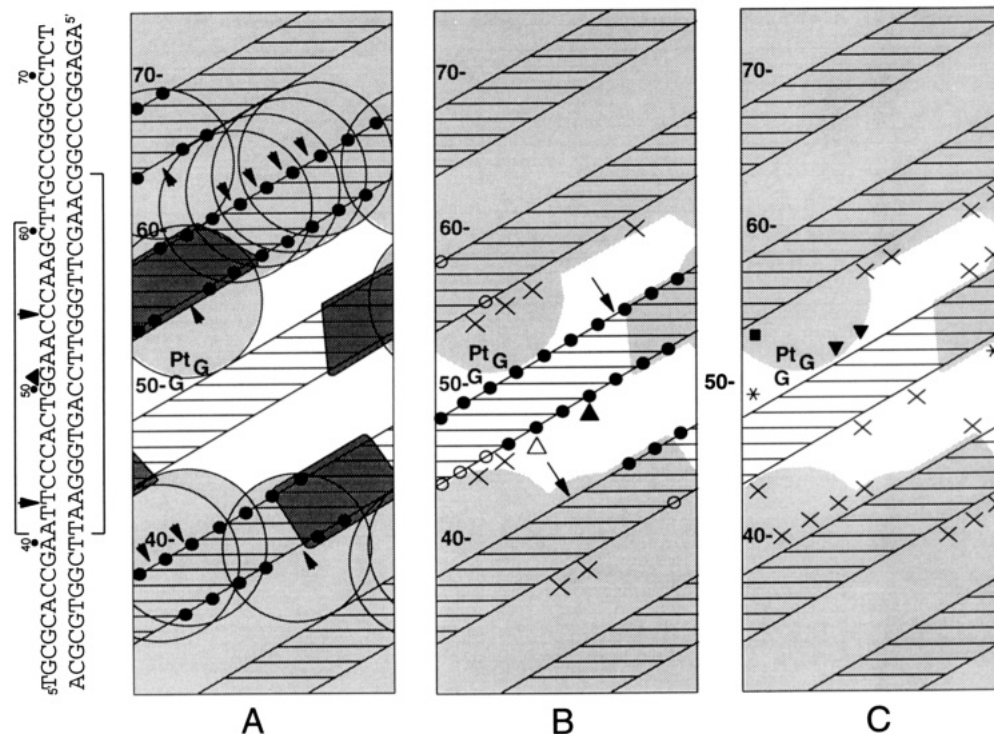 40 50 60 70
5'TGCGCACCGAATTCCCACTGGAACCCAAGCTTGCCGGGCCTCT
ACGCGTGGCTTAAGGGTGACCTTGGGTTCGAACGGCCCGGAGA5'
70-
60-
Pt G
50- G
40-
A
70-
60-
Pt G
50- G
40-
B
70-
60-
Pt G
G
50-
40-
C